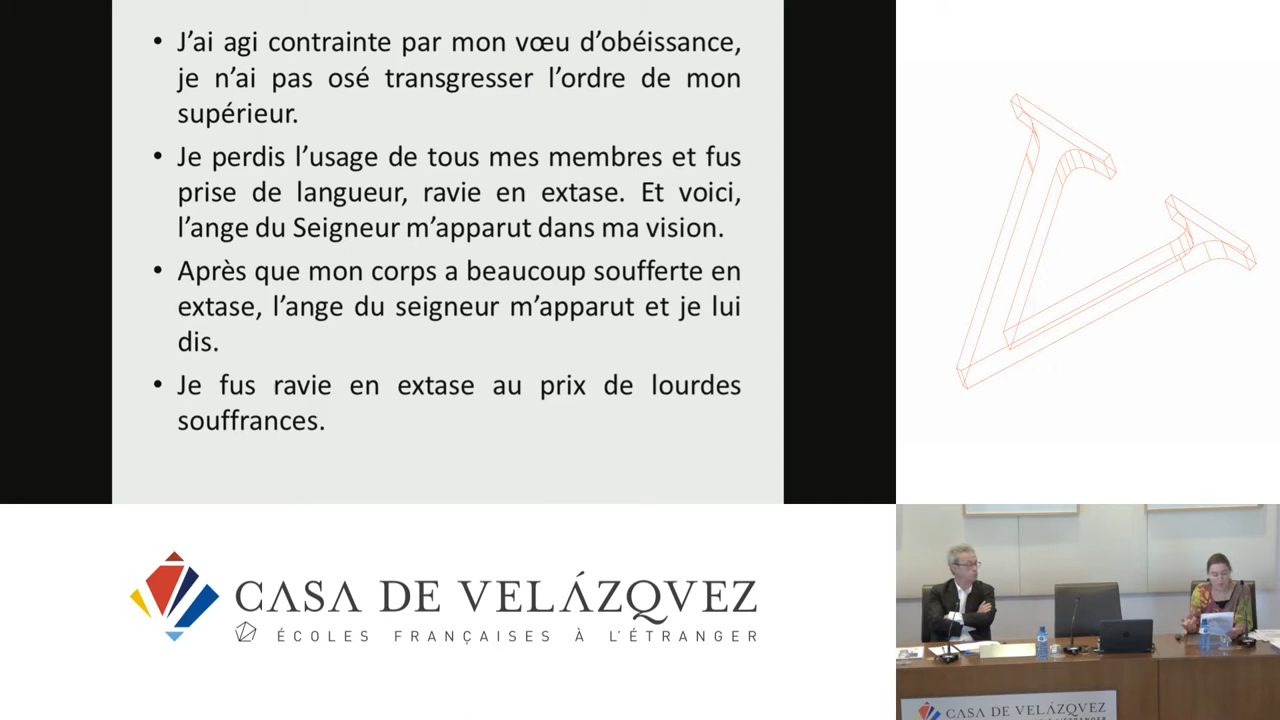 • J’ai agi contrainte par mon vœu d’obéissance,
je n’ai pas osé transgresser l’ordre de mon
supérieur.
• Je perdis l’usage de tous mes membres et fus
prise de langueur, ravie en extase. Et voici,
l’ange du Seigneur m’apparut dans ma vision.
• Après que mon corps a beaucoup soufferte en
extase, l’ange du seigneur m’apparut et je lui
dis.
• Je fus ravie en extase au prix de lourdes
souffrances.
CASA DE VELÁZQVEZ
ÉCOLES FRANÇAISES À L'ÉTRANGER
CASA DE VELÁZQVEZ